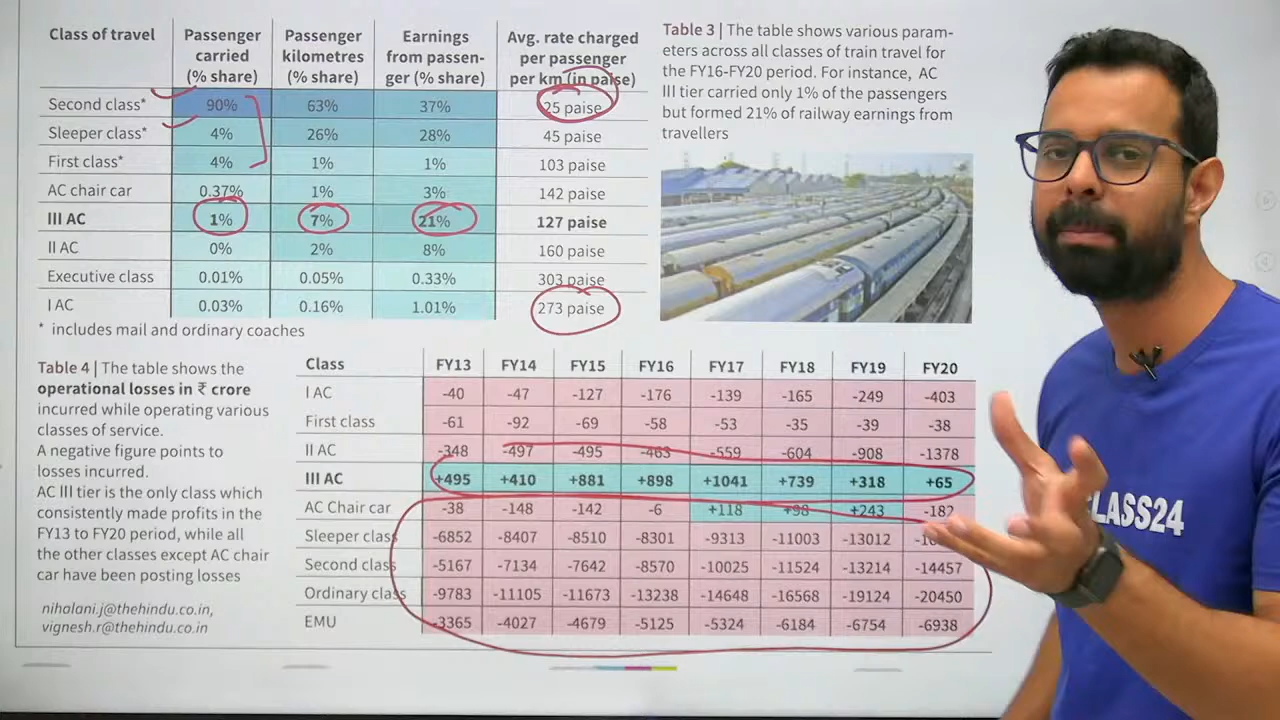 Class of travel
Passenger carried (% share)
Passenger kilometres (% share)
Earnings from passen-ger (% share)
Avg. rate charged per passenger per km (in paise)
Second class* 90% 63% 37% 25 paise
Sleeper class* 4% 26% 28% 45 paise
First class* 4% 1% 1% 103 paise
AC chair car 0.37% 1% 3% 142 paise
III AC 1% 7% 21% 127 paise
II AC 0% 2% 8% 160 paise
Executive class 0.01% 0.05% 0.33% 303 paise
I AC 0.03% 0.16% 1.01% 273 paise
* includes mail and ordinary coaches
Table 3 | The table shows various param-
eters across all classes of train travel for
the FY16-FY20 period. For instance, AC
III tier carried only 1% of the passengers
but formed 21% of railway earnings from
travellers
Table 4 | The table shows the
operational losses in ₹ crore
incurred while operating various
classes of service.
A negative figure points to
losses incurred.
AC III tier is the only class which
consistently made profits in the
FY13 to FY20 period, while all
the other classes except AC chair
car have been posting losses
nihalani.j@thehindu.co.in,
vignesh.r@thehindu.co.in
Class FY13 FY14 FY15 FY16 FY17 FY18 FY19 FY20
I AC -40 -47 -127 -176 -139 -165 -249 -403
First class -61 -92 -69 -58 -53 -35 -39 -38
II AC -348 -497 -495 -463 -559 -604 -908 -1378
III AC +495 +410 +881 +898 +1041 +739 +318 +65
AC Chair car -38 -148 -142 -6 +118 +98 +243 -182
Sleeper class -6852 -8407 -8510 -8301 -9313 -11003 -13012
Second class -5167 -7134 -7642 -8570 -10025 -11524 -13214 -14457
Ordinary class -9783 -11105 -11673 -13238 -14648 -16568 -19124 -20450
EMU -3365 -4027 -4679 -5125 -5324 -6184 -6754 -6938
CLASS24